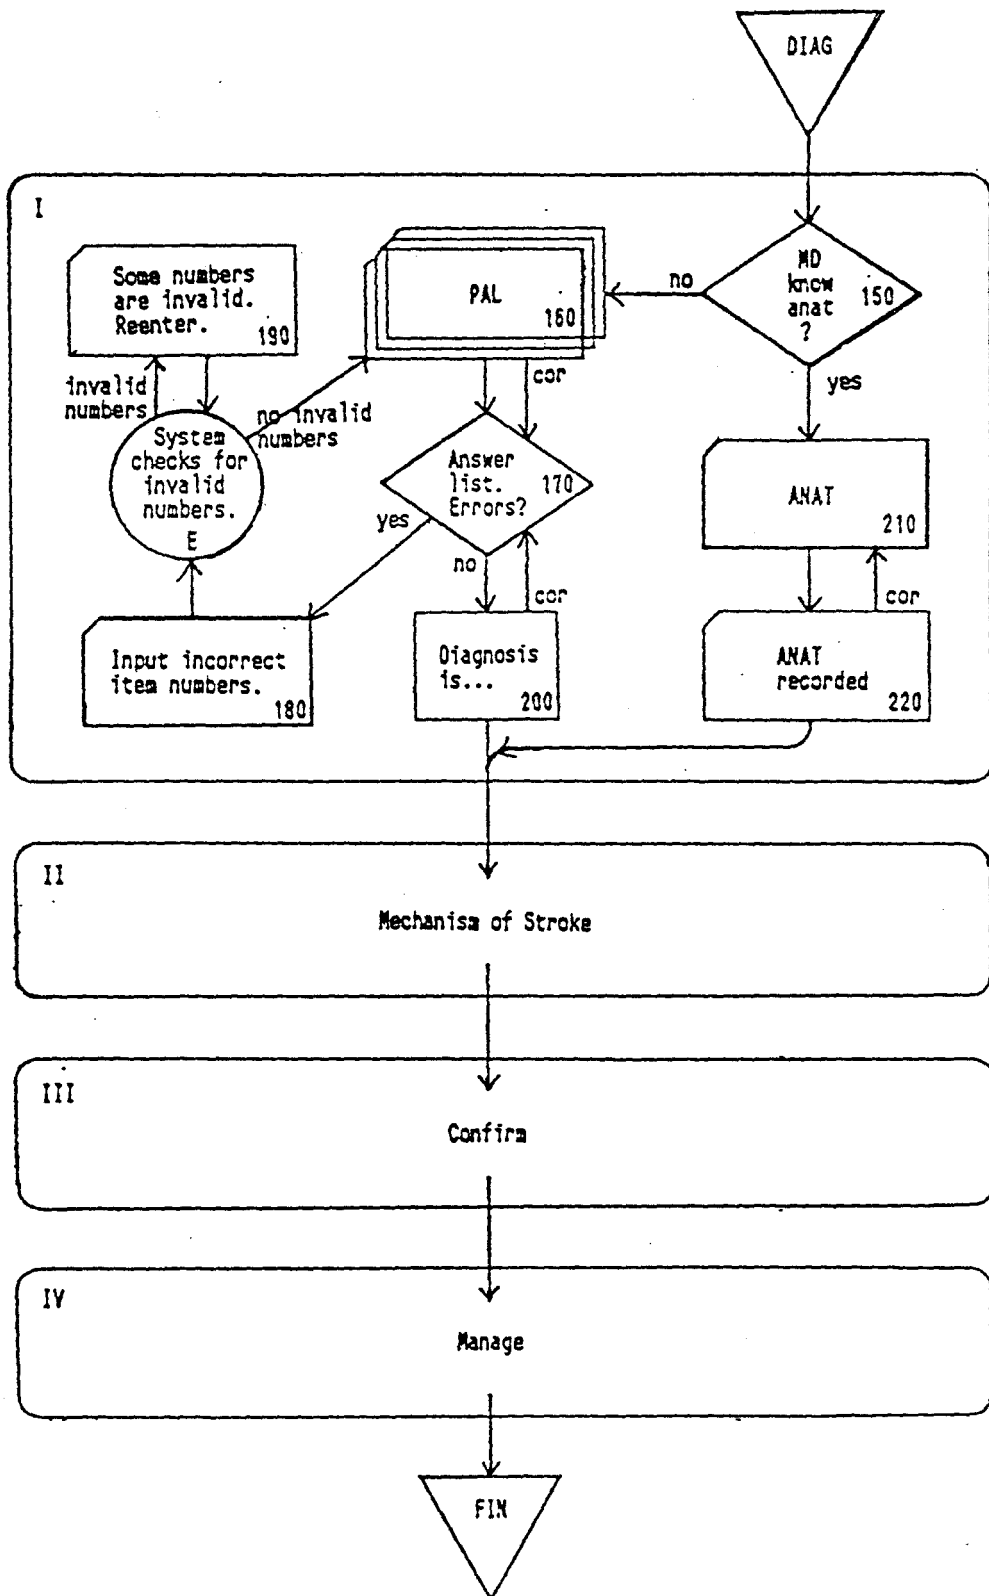 DIAG
I
MD
know
anat
?
150
no
yes
PAL
160
cor
Some numbers
are invalid.
Reenter.
190
invalid
numbers
no invalid
numbers
System
checks for
invalid
numbers.
E
Answer
list.
Errors?
170
yes
no
cor
ANAT
210
cor
Input incorrect
item numbers.
180
Diagnosis
is...
200
ANAT
recorded
220
II
Mechanism of Stroke
III
Confirm
IV
Manage
FIN